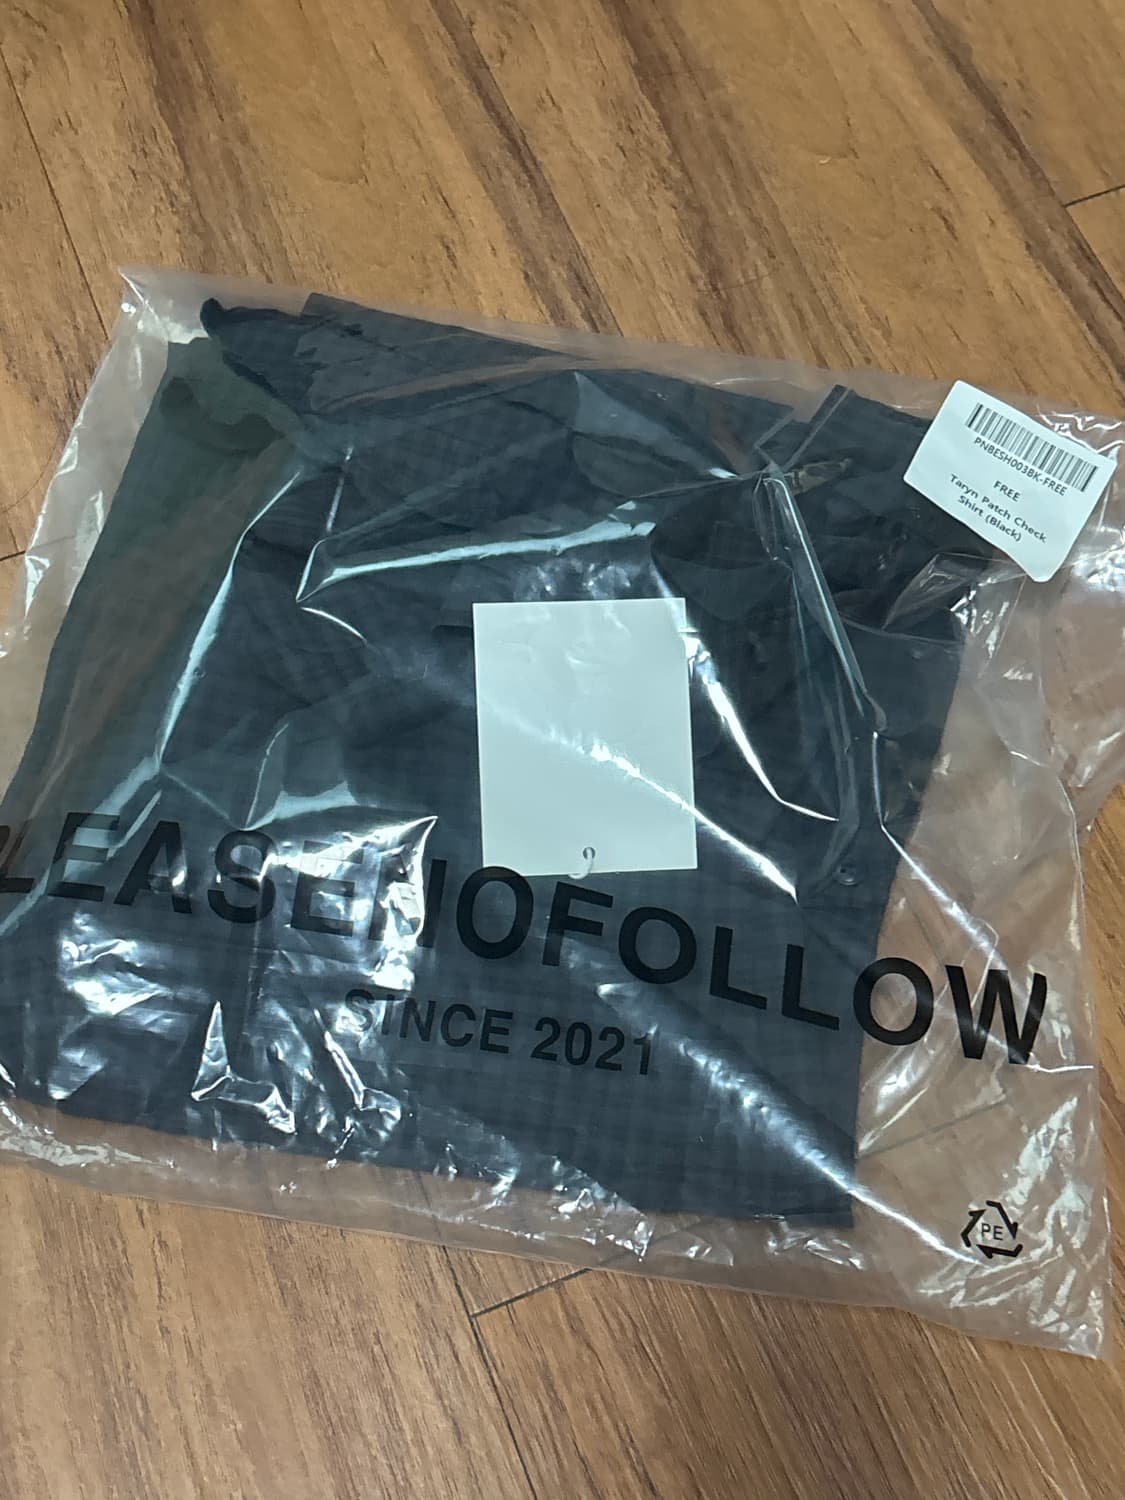 PNBESH003BK-FREE
FREE
Taryn Patch Check
Shirt (Black)
LEASENOFOLLOW
SINCE 2021
PE